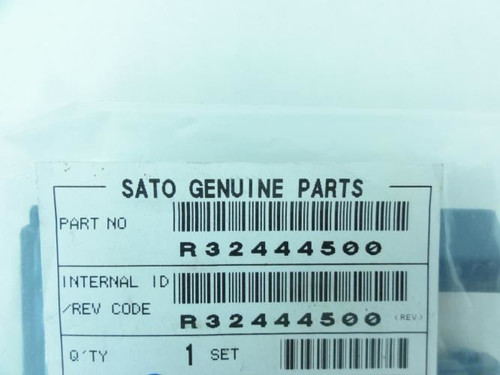 SATO GENUINE PARTS
PART NO
R32444500
INTERNAL ID
/REV CODE
R32444500 (REV)
Q'TY 1 SET